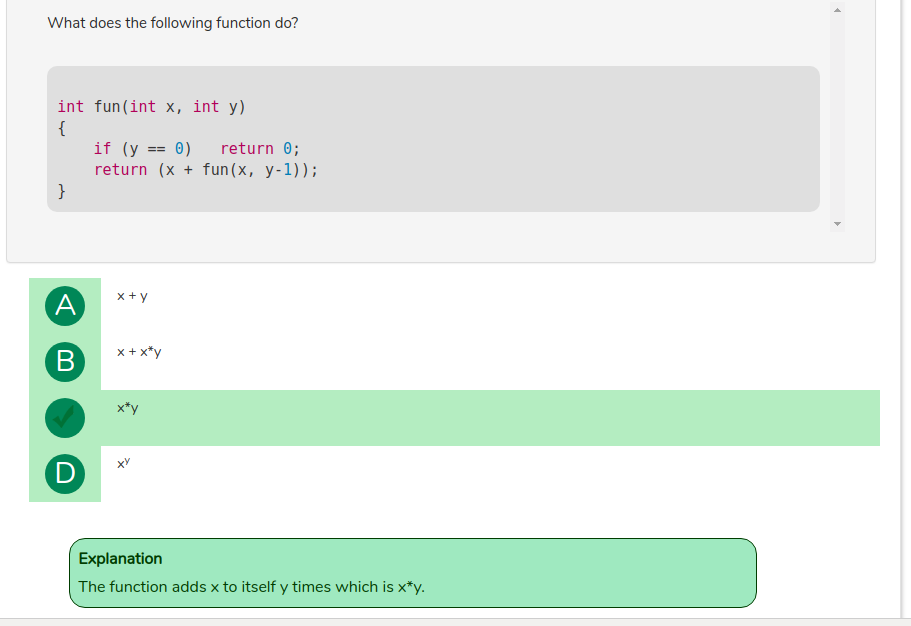 What does the following function do?
int fun(int x, int y)
{
    if (y == 0)   return 0;
    return (x + fun(x, y-1));
}
A x + y
B x + x*y
x*y
D xʸ
Explanation
The function adds x to itself y times which is x*y.